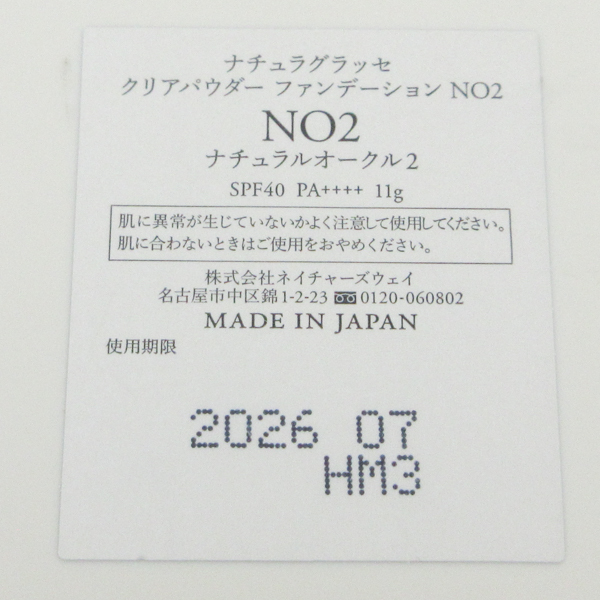 ナチュラグラッセ
クリアパウダー ファンデーション NO2
NO2
ナチュラルオークル2
SPF40 PA++++ 11g
肌に異常が生じていないかよく注意して使用してください。
肌に合わないときはご使用をおやめください。
株式会社ネイチャーズウェイ
名古屋市中区錦1-2-23 0120-060802
MADE IN JAPAN
使用期限
2026 07
HM3